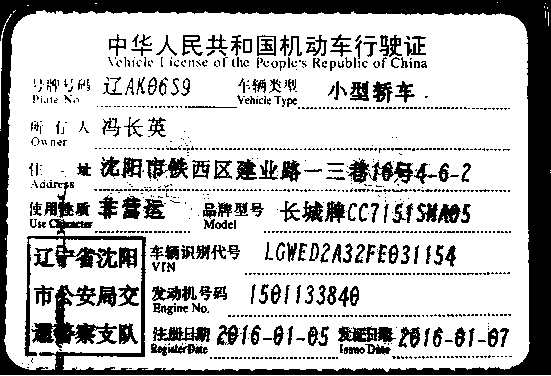 中华人民共和国机动车行驶证
Vehicle License of the People's Republic of China
号牌号码 辽AK06S9 车辆类型 小型轿车
Plate No. Vehicle Type
所有人 冯长英
Owner
住址 沈阳市铁西区建业路一三巷16号4-6-2
Address
使用性质 非营运 品牌型号 长城牌CC7151SMA05
Use Character Model
辽宁省沈阳 车辆识别代号 LGWED2A32FE031154
VIN
市公安局交 发动机号码 1501133840
Engine No.
通警察支队 注册日期 2016-01-05 发证日期 2016-01-07
Register Date Issue Date